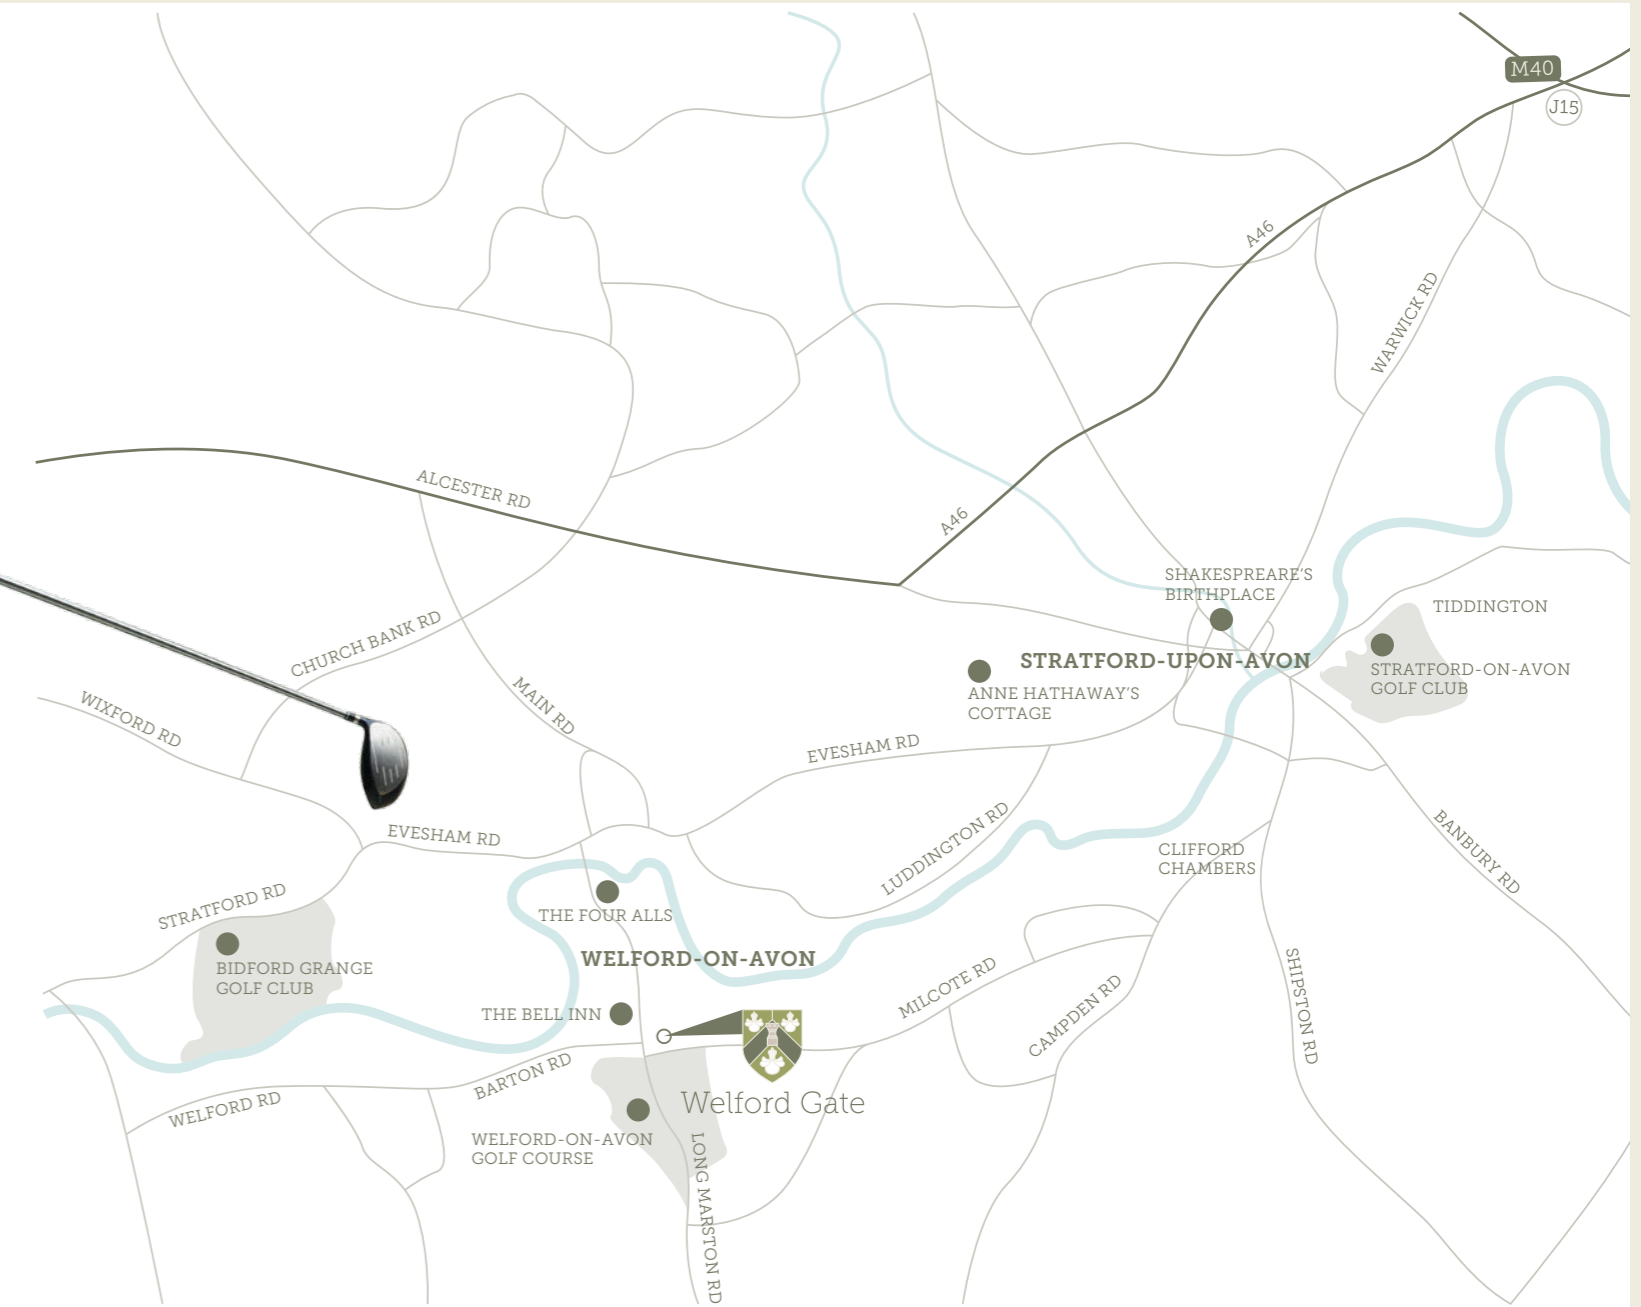 M40
J15
A46
WARWICK RD
ALCESTER RD
A46
SHAKESPREARE'S
BIRTHPLACE
TIDDINGTON
CHURCH BANK RD
STRATFORD-UPON-AVON
STRATFORD-ON-AVON
GOLF CLUB
ANNE HATHAWAY'S
COTTAGE
WIXFORD RD
MAIN RD
EVESHAM RD
EVESHAM RD
LUDDINGTON RD
CLIFFORD
CHAMBERS
BANBURY RD
STRATFORD RD
THE FOUR ALLS
WELFORD-ON-AVON
BIDFORD GRANGE
GOLF CLUB
MILCOTE RD
CAMPDEN RD
SHIPSTON RD
THE BELL INN
BARTON RD
WELFORD RD
Welford Gate
WELFORD-ON-AVON
GOLF COURSE
LONG MARSTON RD